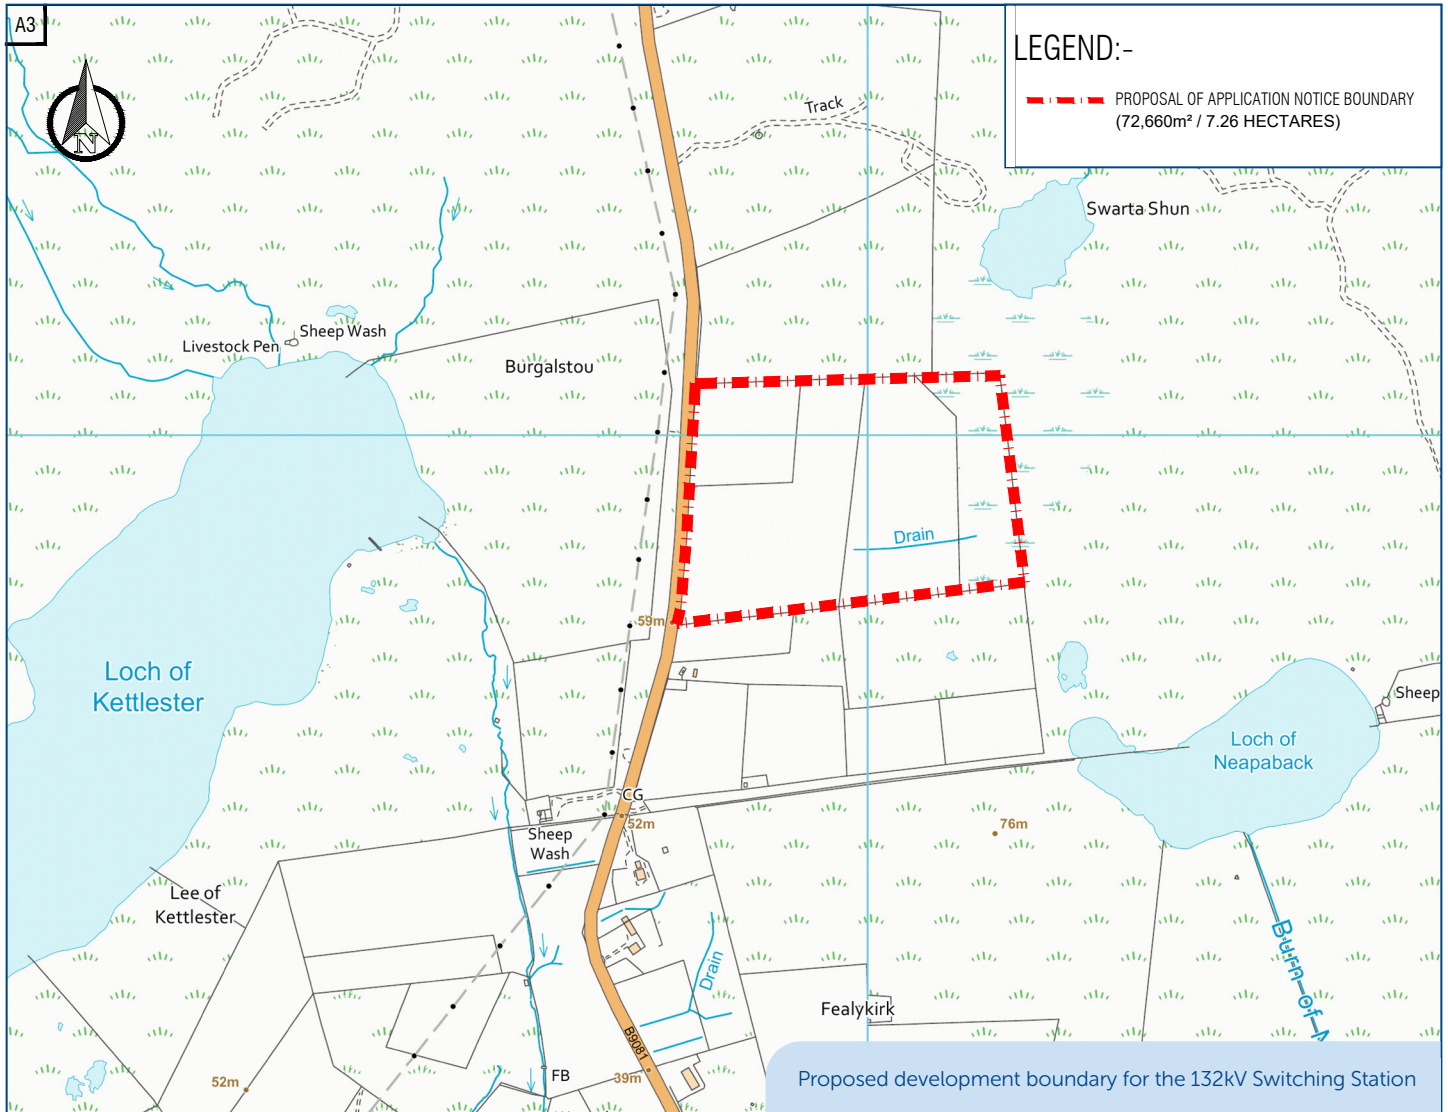 A3
N
LEGEND:-
PROPOSAL OF APPLICATION NOTICE BOUNDARY
(72,660m² / 7.26 HECTARES)
Track
Swarta Shun
Sheep Wash
Livestock Pen
Burgalstou
Drain
59m
Loch of
Kettlester
Sheep
Loch of
Neapaback
CG
52m
76m
Sheep
Wash
Lee of
Kettlester
Burn of
Drain
Fealykirk
B9081
FB
39m
52m
Proposed development boundary for the 132kV Switching Station